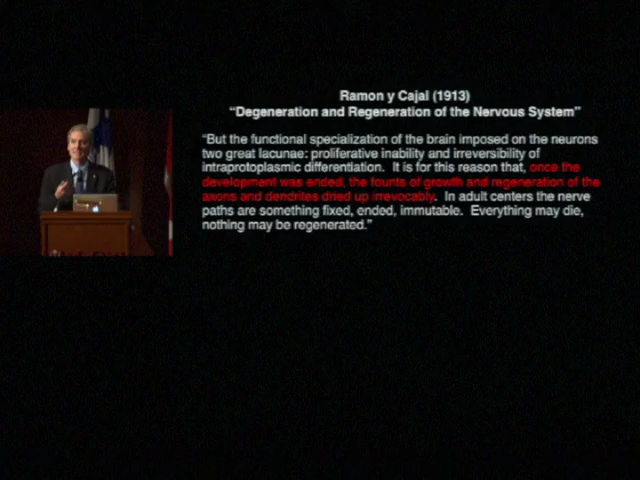 Ramon y Cajal (1913)
“Degeneration and Regeneration of the Nervous System”
“But the functional specialization of the brain imposed on the neurons
two great lacunae: proliferative inability and irreversibility of
intraprotoplasmic differentiation. It is for this reason that, once the
development was ended, the founts of growth and regeneration of the
axons and dendrites dried up irrevocably. In adult centers the nerve
paths are something fixed, ended, immutable. Everything may die,
nothing may be regenerated.”